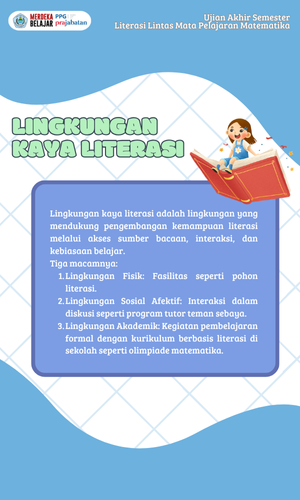 MERDEKA
BELAJAR
PPG
prajabatan
Ujian Akhir Semester
Literasi Lintas Mata Pelajaran Matematika
LINGKUNGAN
KAYA LITERASI
Lingkungan kaya literasi adalah lingkungan yang
mendukung pengembangan kemampuan literasi
melalui akses sumber bacaan, interaksi, dan
kebiasaan belajar.
Tiga macamnya:
1. Lingkungan Fisik: Fasilitas seperti pohon
literasi.
2. Lingkungan Sosial Afektif: Interaksi dalam
diskusi seperti program tutor teman sebaya.
3. Lingkungan Akademik: Kegiatan pembelajaran
formal dengan kurikulum berbasis literasi di
sekolah seperti olimpiade matematika.